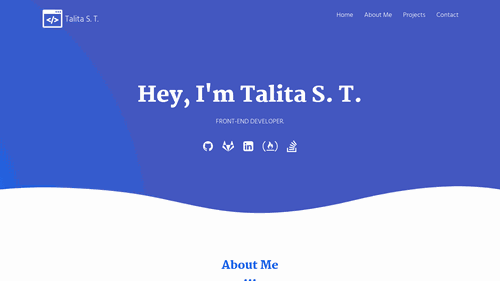 Talita S. T.
Home About Me Projects Contact
Hey, I'm Talita S. T.
FRONT-END DEVELOPER.
About Me
...